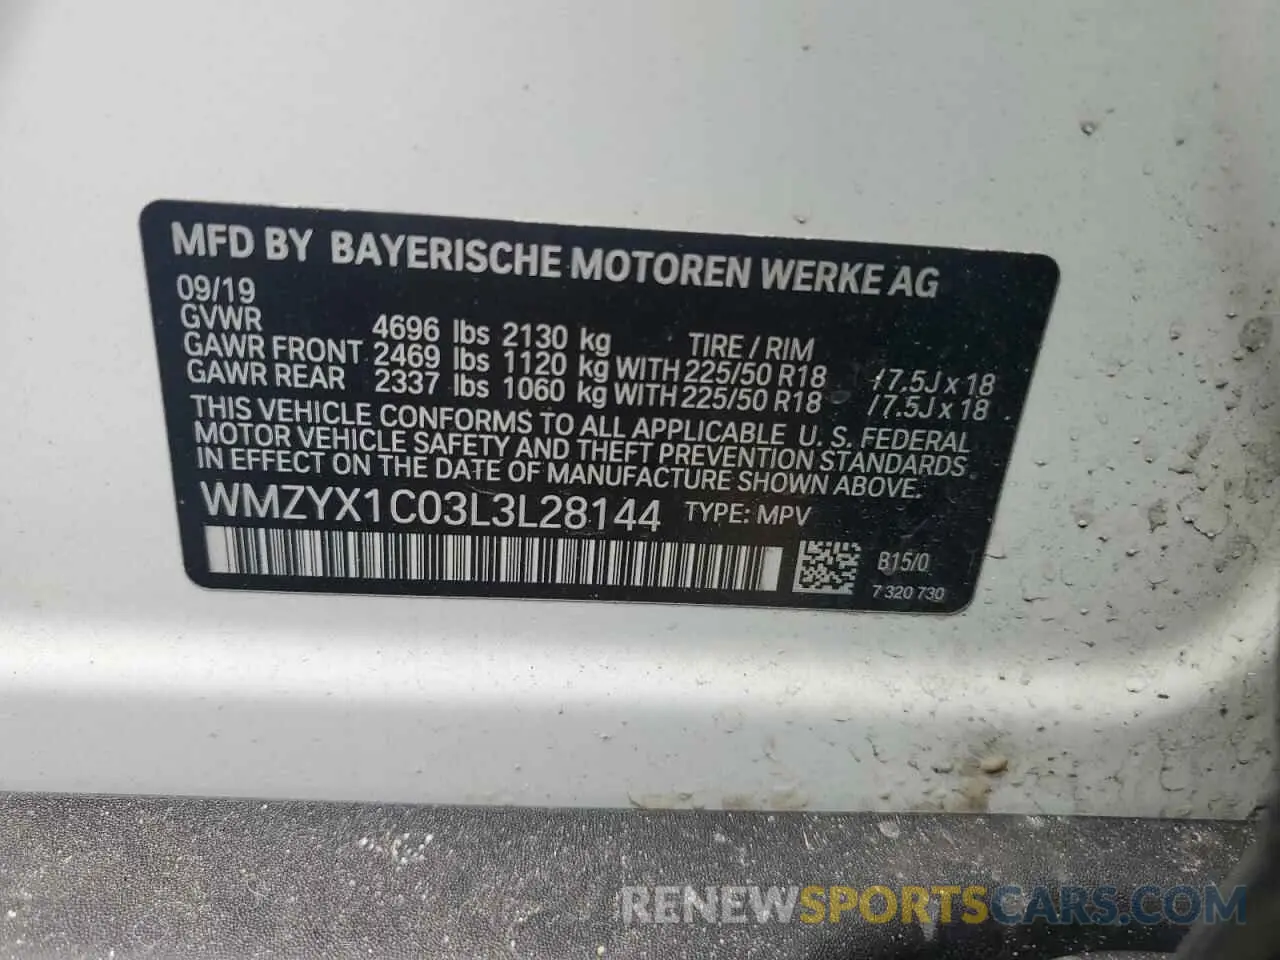 MFD BY BAYERISCHE MOTOREN WERKE AG
09/19
GVWR 4696 lbs 2130 kg TIRE / RIM
GAWR FRONT 2469 lbs 1120 kg WITH 225/50 R18 / 7.5J x 18
GAWR REAR 2337 lbs 1060 kg WITH 225/50 R18 / 7.5J x 18
THIS VEHICLE CONFORMS TO ALL APPLICABLE U. S. FEDERAL
MOTOR VEHICLE SAFETY AND THEFT PREVENTION STANDARDS
IN EFFECT ON THE DATE OF MANUFACTURE SHOWN ABOVE.
WMZYX1C03L3L28144 TYPE: MPV
B15/0
7 320 730
RENEWSPORTSCARS.COM